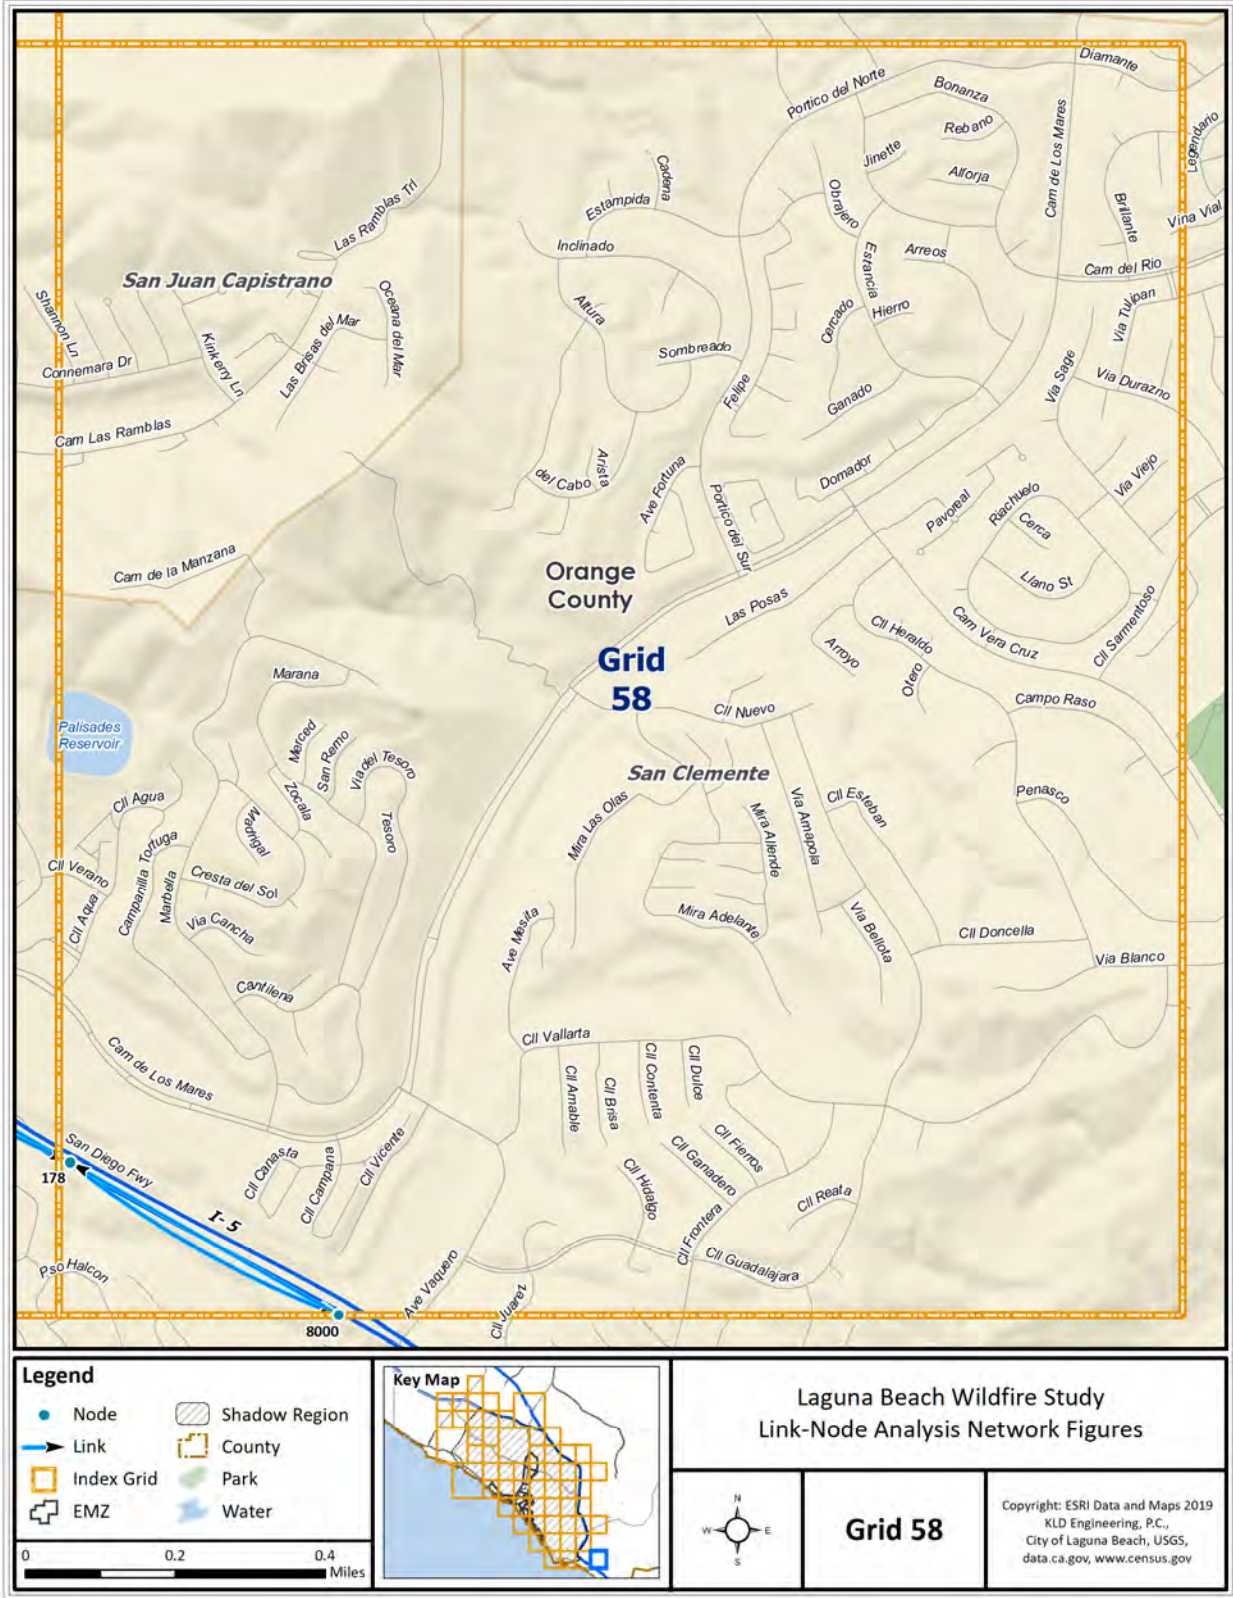 Diamante
Portico del Norte
Bonanza
Rebano
Cam de Los Mares
Legendario
Jinette
Cadena
Alforja
Estampida
Obrajero
Brillante
Vina Vial
Las Ramblas Trl
Inclinado
Estancia
Arreos
Cam del Rio
San Juan Capistrano
Shannon Ln
Oceana del Mar
Altura
Cercado
Hierro
Via Tulipan
Kinkerry Ln
Las Brisas del Mar
Sombreado
Connemara Dr
Felipe
Ganado
Via Sage
Via Durazno
Cam Las Ramblas
del Cabo
Arista
Ave Fortuna
Portico del Sur
Domador
Pavoreal
Riachuelo
Cerca
Via Viejo
Cam de la Manzana
Orange
County
Llano St
Las Posas
Cll Heraldo
Cam Vera Cruz
Cll Sarmentoso
Grid
58
Arroyo
Otero
Marana
Cll Nuevo
Campo Raso
Palisades
Reservoir
Merced
San Remo
Via del Tesoro
San Clemente
Zocala
Cll Agua
Madrigal
Tesoro
Mira Las Olas
Mira Allende
Via Amapola
Cll Esteban
Penasco
Campanilla Tortuga
Cll Verano
Cresta del Sol
Cll Aqua
Marbella
Via Cancha
Ave Mesita
Mira Adelante
Via Bellota
Cll Doncella
Via Blanco
Cantilena
Cam de Los Mares
Cll Vallarta
Cll Amable
Cll Brisa
Cll Contenta
Cll Dulce
San Diego Fwy
178
Cll Canasta
Cll Campana
Cll Vicente
Cll Fierros
Cll Ganadero
Cll Hidalgo
Cll Reata
I-5
Cll Frontera
Pso Halcon
Ave Vaquero
Cll Guadalajara
Cll Juarez
8000
Legend
Node
Link
Index Grid
EMZ
Shadow Region
County
Park
Water
0 0.2 0.4
Miles
Key Map
Laguna Beach Wildfire Study
Link-Node Analysis Network Figures
N
W E
S
Grid 58
Copyright: ESRI Data and Maps 2019
KLD Engineering, P.C.,
City of Laguna Beach, USGS,
data.ca.gov, www.census.gov